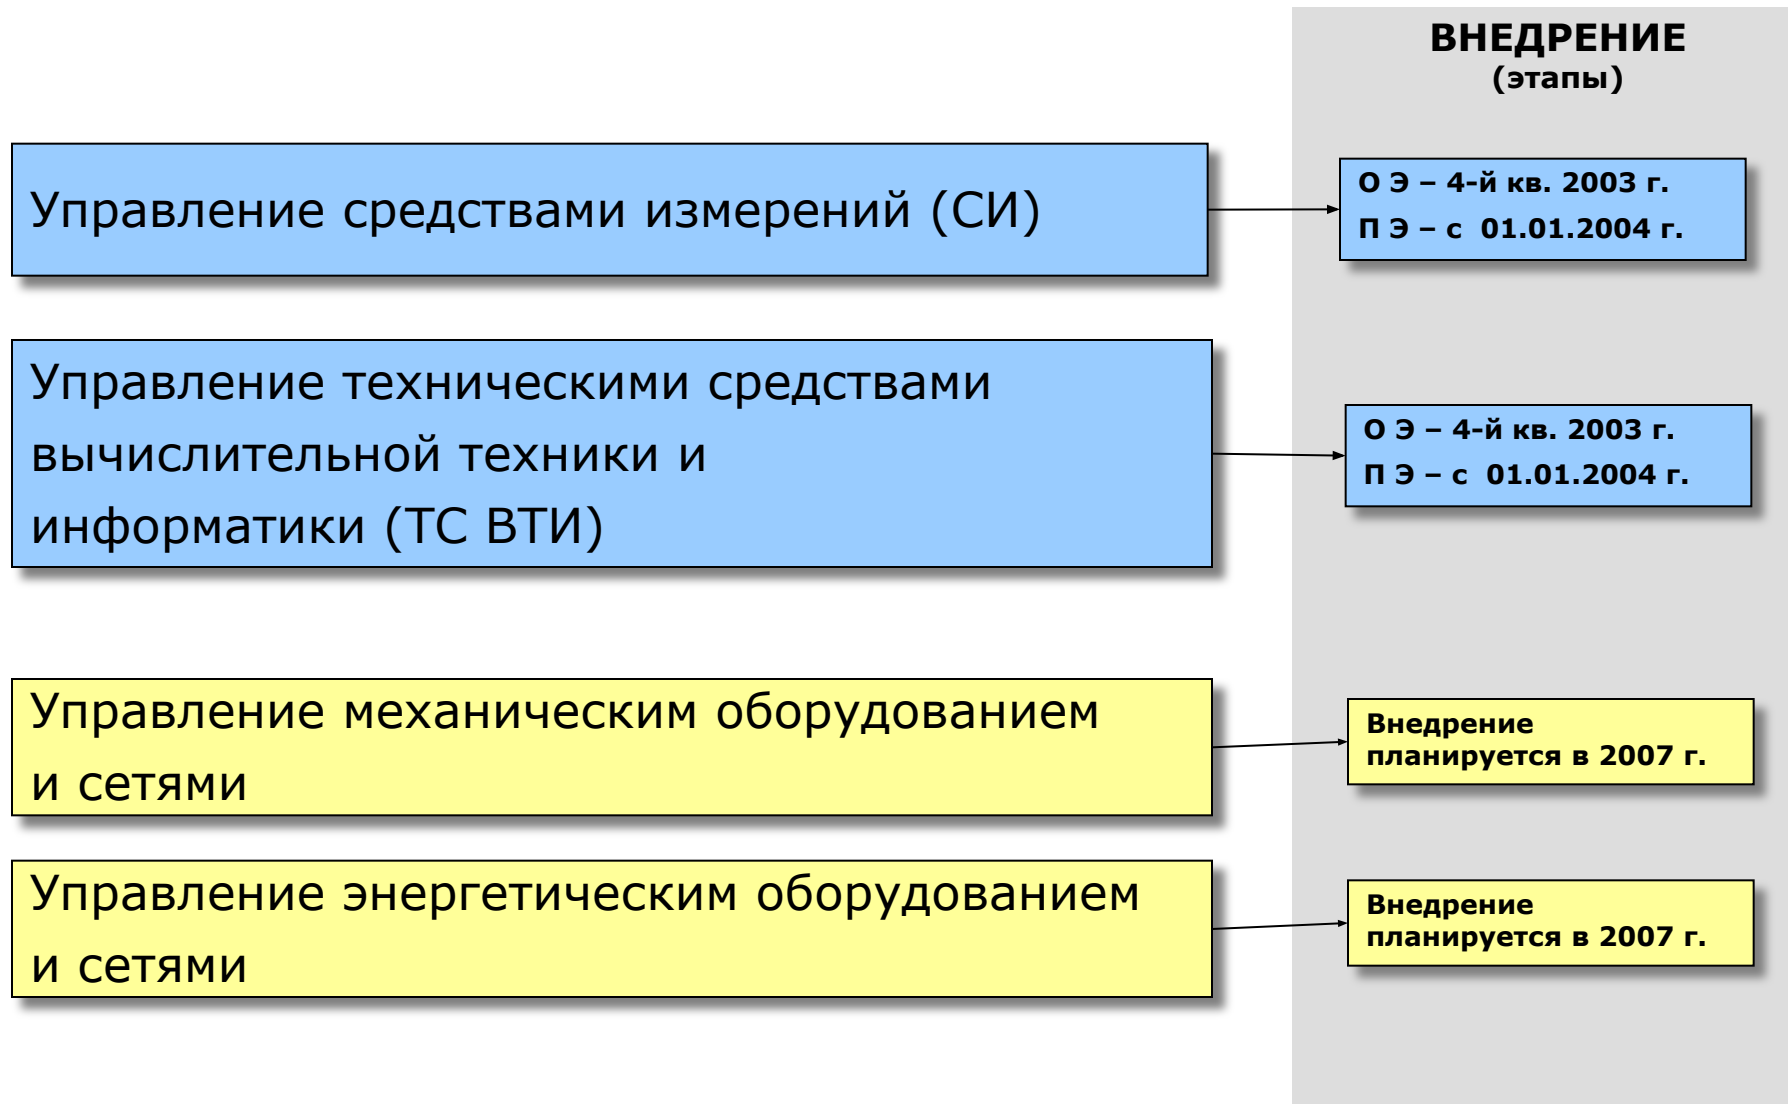 ВНЕДРЕНИЕ
(этапы)
Управление средствами измерений (СИ)
О Э – 4-й кв. 2003 г.
П Э – с 01.01.2004 г.
Управление техническими средствами
вычислительной техники и
информатики (ТС ВТИ)
О Э – 4-й кв. 2003 г.
П Э – с 01.01.2004 г.
Управление механическим оборудованием
и сетями
Внедрение
планируется в 2007 г.
Управление энергетическим оборудованием
и сетями
Внедрение
планируется в 2007 г.